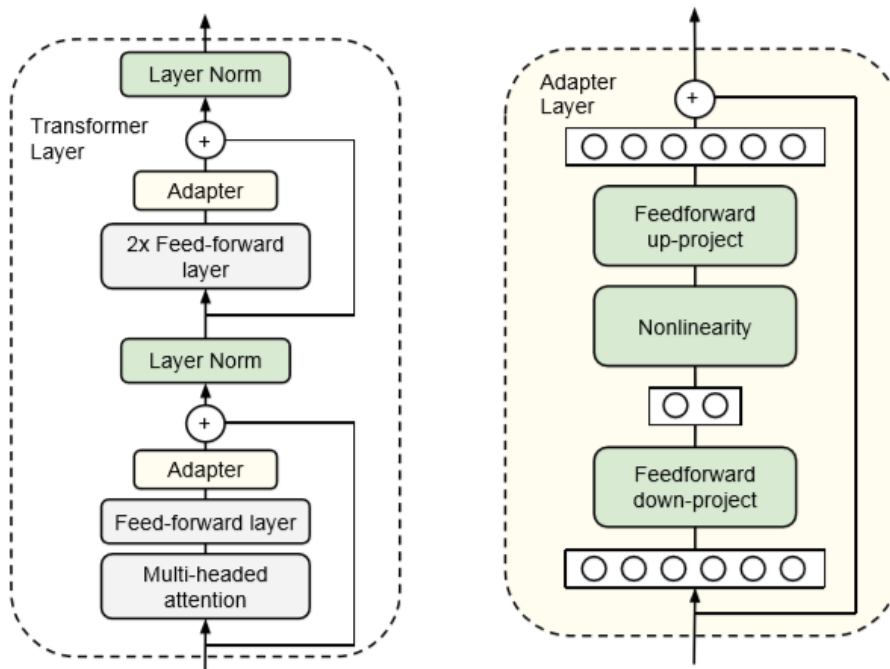 Layer Norm
Transformer
Layer
+
Adapter
2x Feed-forward
layer
Layer Norm
+
Adapter
Feed-forward layer
Multi-headed
attention
Adapter
Layer
+
Feedforward
up-project
Nonlinearity
Feedforward
down-project